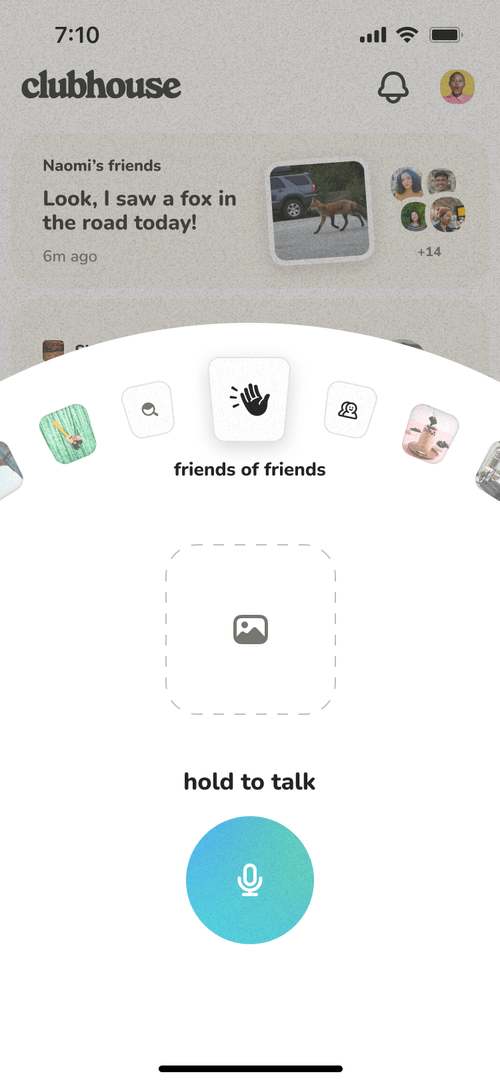 7:10
clubhouse
Naomi's friends
Look, I saw a fox in
the road today!
6m ago
+14
friends of friends
hold to talk